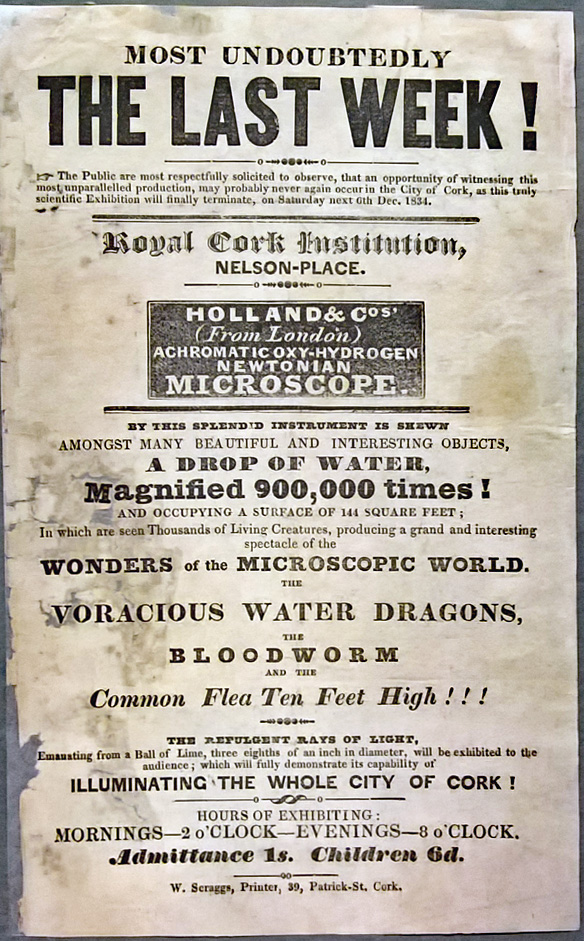 MOST UNDOUBTEDLY
THE LAST WEEK!
☞ The Public are most respectfully solicited to observe, that an opportunity of witnessing this
most unparallelled production, may probably never again occur in the City of Cork, as this truly
scientific Exhibition will finally terminate, on Saturday next 6th Dec. 1834.
Royal Cork Institution,
NELSON-PLACE.
HOLLAND & Cos'
(From London)
ACHROMATIC OXY-HYDROGEN
NEWTONIAN
MICROSCOPE.
BY THIS SPLENDID INSTRUMENT IS SHEWN
AMONGST MANY BEAUTIFUL AND INTERESTING OBJECTS,
A DROP OF WATER,
Magnified 900,000 times!
AND OCCUPYING A SURFACE OF 144 SQUARE FEET;
In which are seen Thousands of Living Creatures, producing a grand and interesting
spectacle of the
WONDERS of the MICROSCOPIC WORLD.
THE
VORACIOUS WATER DRAGONS,
THE
BLOODWORM
AND THE
Common Flea Ten Feet High!!!
THE REFULGENT RAYS OF LIGHT,
Emanating from a Ball of Lime, three eighths of an inch in diameter, will be exhibited to the
audience; which will fully demonstrate its capability of
ILLUMINATING THE WHOLE CITY OF CORK!
HOURS OF EXHIBITING:
MORNINGS—2 o'CLOCK—EVENINGS—8 o'CLOCK.
Admittance 1s. Children 6d.
W. Scraggs, Printer, 39, Patrick-St. Cork.